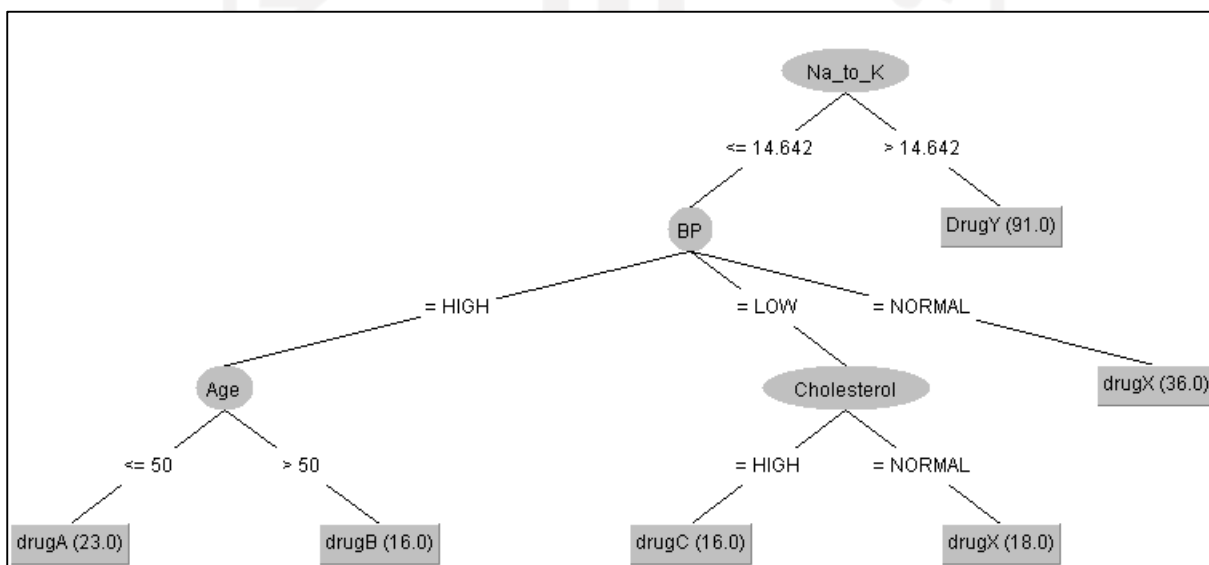 Na_to_K
<= 14.642
> 14.642
BP
DrugY (91.0)
= HIGH
= LOW
= NORMAL
Age
Cholesterol
drugX (36.0)
<= 50
> 50
= HIGH
= NORMAL
drugA (23.0)
drugB (16.0)
drugC (16.0)
drugX (18.0)